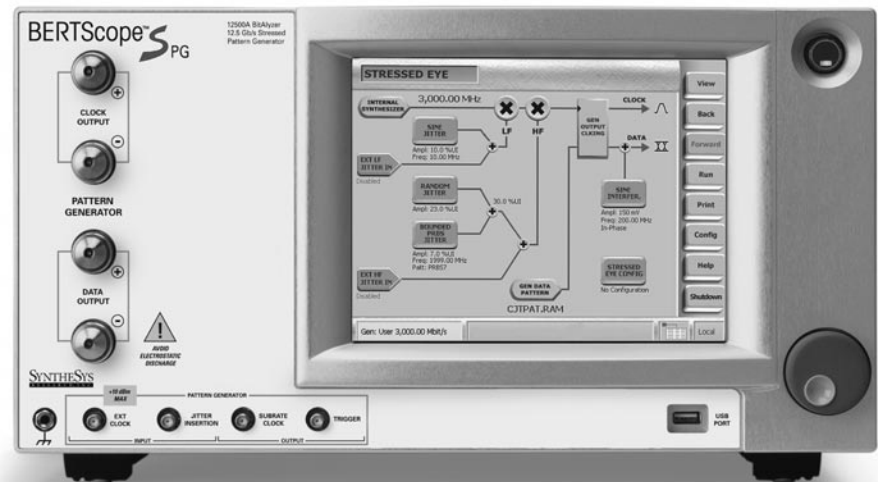 BERTScope™ S PG
12500A BitAlyzer
12.5 Gb/s Stressed
Pattern Generator
CLOCK
OUTPUT
PATTERN
GENERATOR
DATA
OUTPUT
AVOID
ELECTROSTATIC
DISCHARGE
SYNTHESYS
+10 dBm
MAX
PATTERN GENERATOR
EXT
CLOCK
JITTER
INSERTION
SUBRATE
CLOCK
TRIGGER
INPUT
OUTPUT
STRESSED EYE
INTERNAL
SYNTHESIZER
3,000.00 MHz
LF
HF
GEN
OUTPUT
CLKING
CLOCK
DATA
SINE
JITTER
Ampl: 10.0 %UI
Freq: 10.00 MHz
EXT LF
JITTER IN
Disabled
RANDOM
JITTER
Ampl: 23.0 %UI
30.0 %UI
BOUNDED
PRBS
JITTER
Ampl: 7.0 %UI
Freq: 1999.00 MHz
Patt: PRBS7
EXT HF
JITTER IN
Disabled
SINE
INTERFER.
Ampl: 150 mV
Freq: 200.00 MHz
In-Phase
STRESSED
EYE CONFIG
No Configuration
GEN DATA
PATTERN
CJTPAT.RAM
Gen: User 3,000.00 Mbit/s
Local
View
Back
Forward
Run
Print
Config
Help
Shutdown
USB
PORT